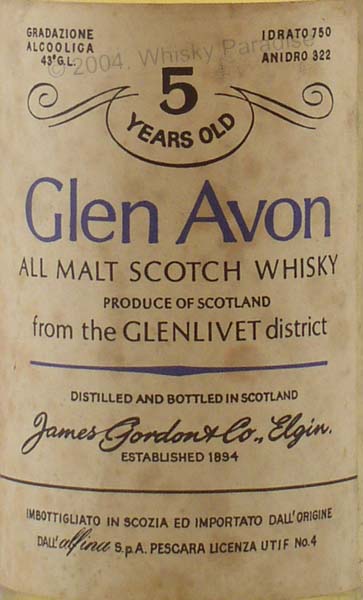 GRADAZIONE
ALCOOLICA
43° G.L.
IDRATO 750
ANIDRO 322
© 2004. Whisky Paradise
5
YEARS OLD
Glen Avon
ALL MALT SCOTCH WHISKY
PRODUCE OF SCOTLAND
from the GLENLIVET district
DISTILLED AND BOTTLED IN SCOTLAND
James Gordon & Co., Elgin.
ESTABLISHED 1894
IMBOTTIGLIATO IN SCOZIA ED IMPORTATO DALL'ORIGINE
DALL'alfina S.p.A. PESCARA LICENZA UTIF No.4